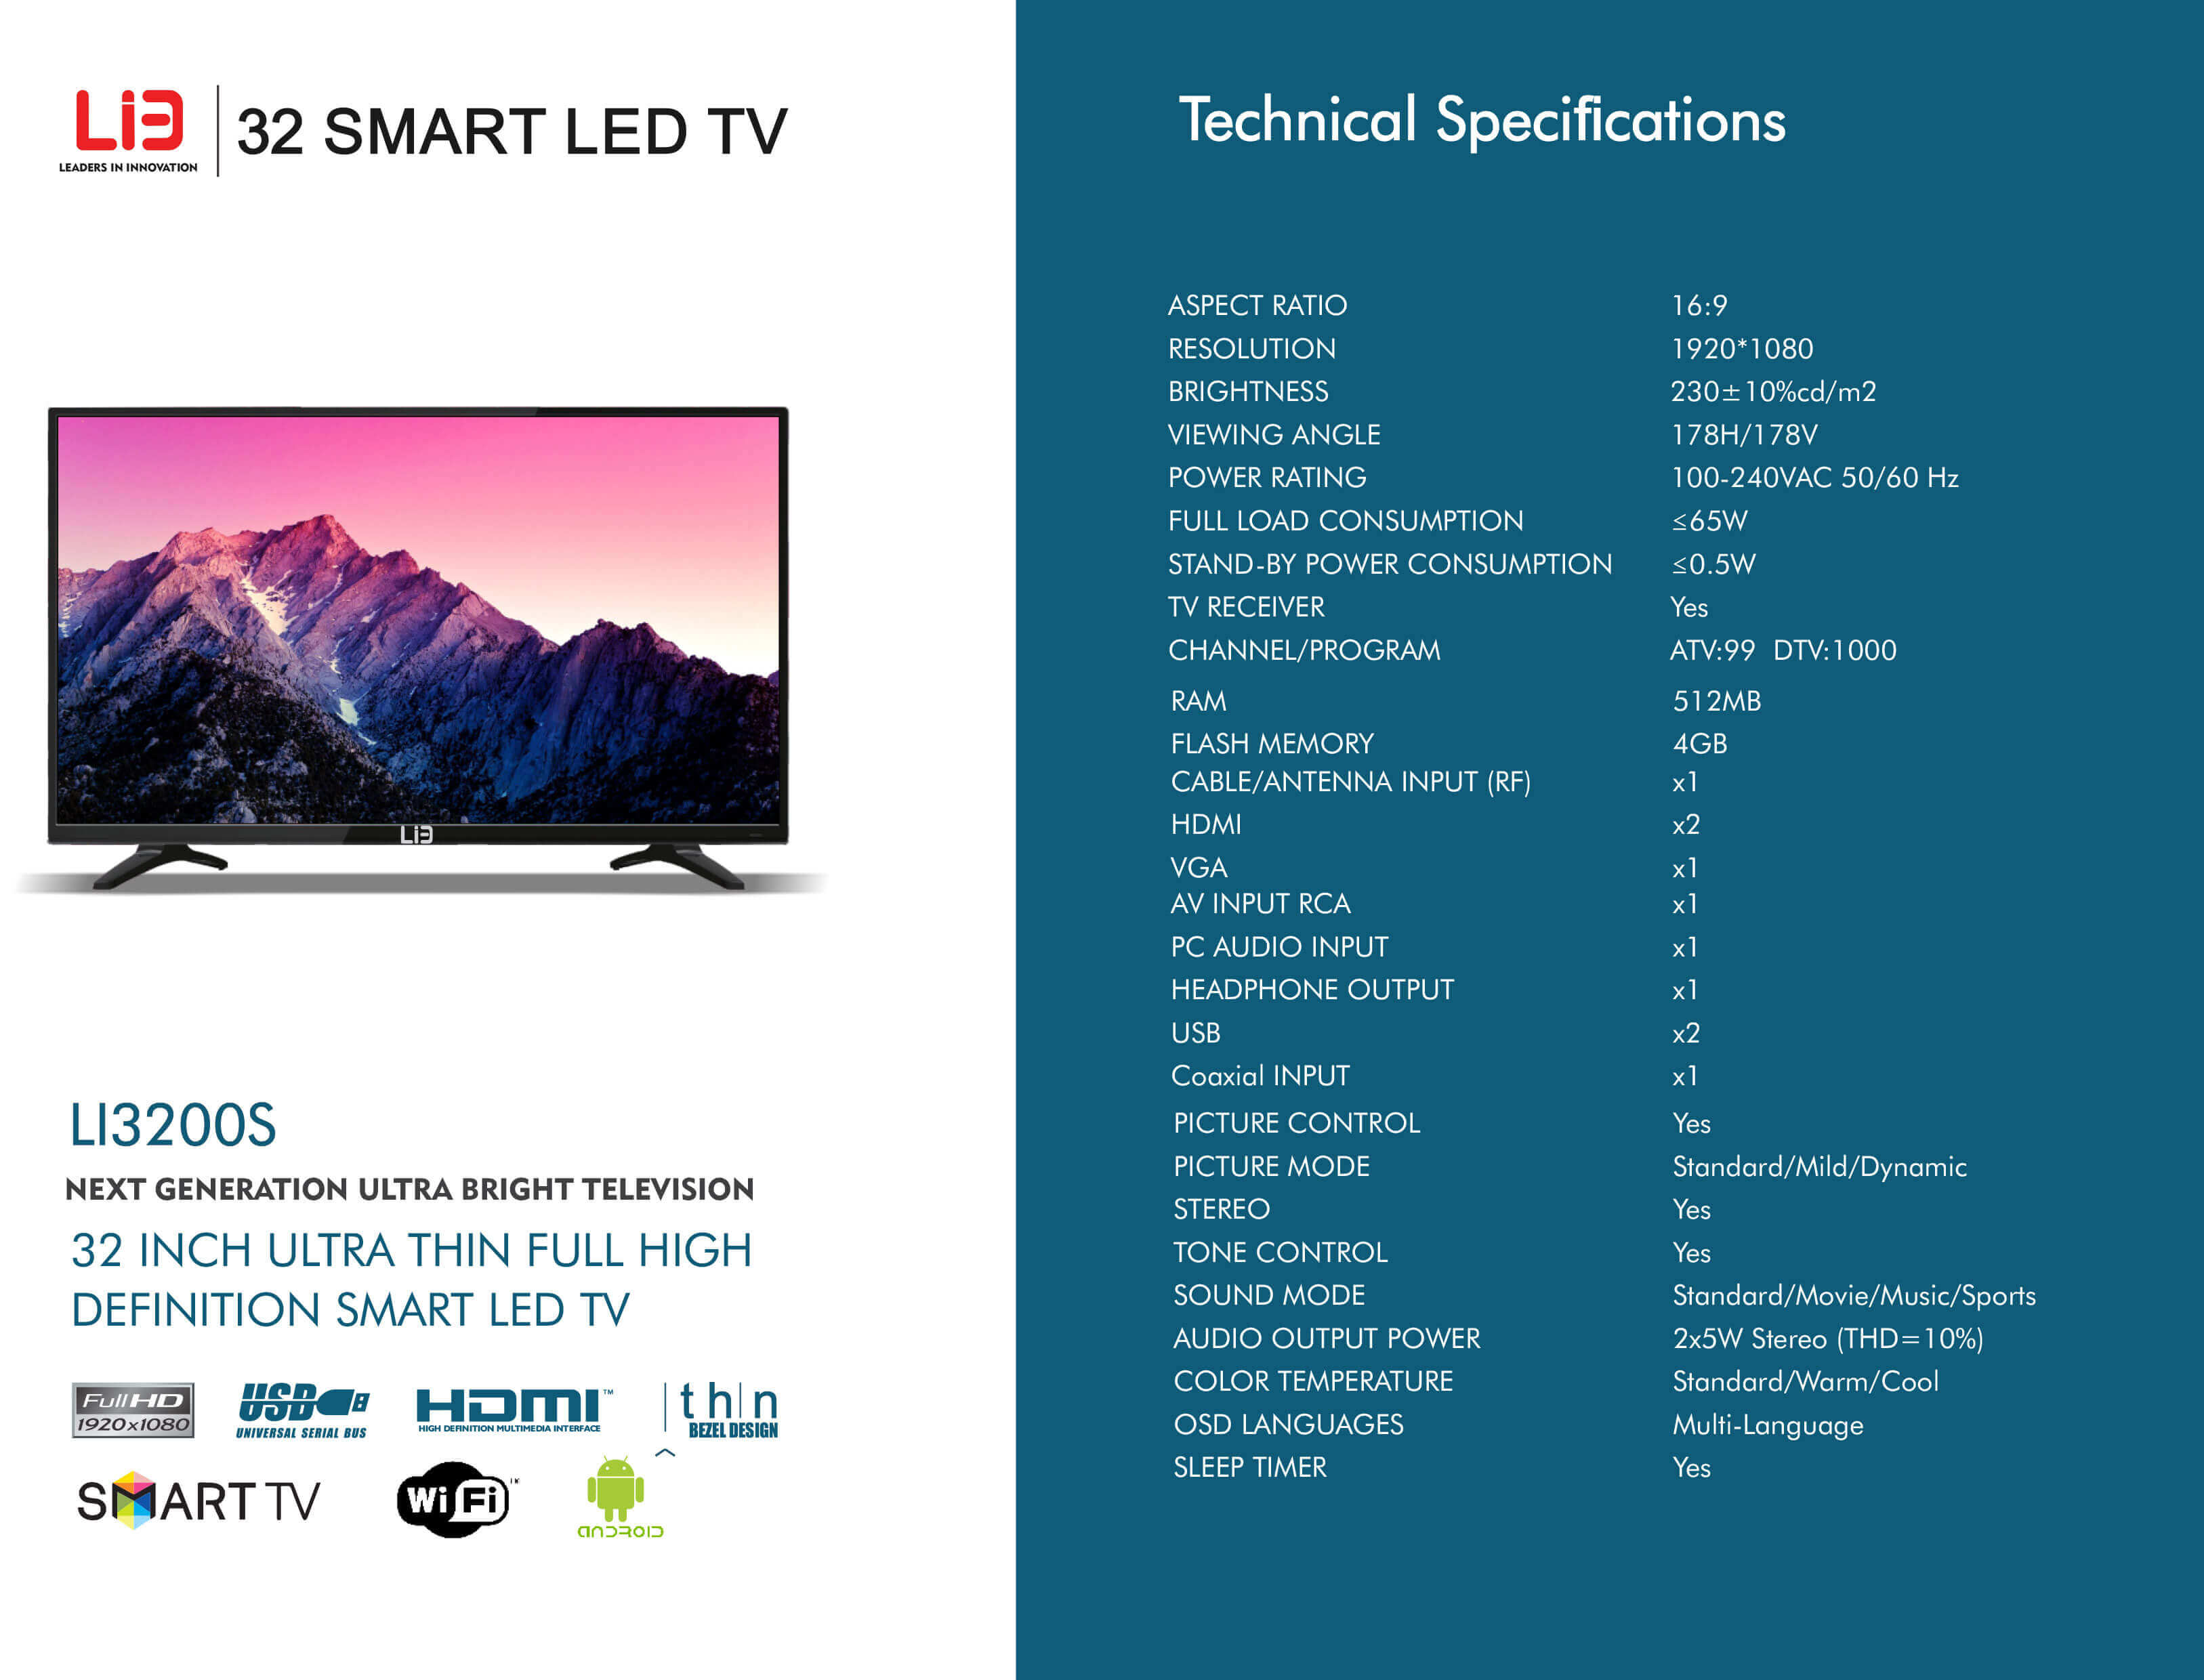 Li3
LEADERS IN INNOVATION
32 SMART LED TV
Li3
LI3200S
NEXT GENERATION ULTRA BRIGHT TELEVISION
32 INCH ULTRA THIN FULL HIGH
DEFINITION SMART LED TV
Full HD
1920x1080
USB
UNIVERSAL SERIAL BUS
HDMI™
HIGH DEFINITION MULTIMEDIA INTERFACE
thin
BEZEL DESIGN
SMART TV
WiFi
ANDROID
Technical Specifications
ASPECT RATIO 16:9
RESOLUTION 1920*1080
BRIGHTNESS 230±10%cd/m2
VIEWING ANGLE 178H/178V
POWER RATING 100-240VAC 50/60 Hz
FULL LOAD CONSUMPTION ≤65W
STAND-BY POWER CONSUMPTION ≤0.5W
TV RECEIVER Yes
CHANNEL/PROGRAM ATV:99 DTV:1000
RAM 512MB
FLASH MEMORY 4GB
CABLE/ANTENNA INPUT (RF) x1
HDMI x2
VGA x1
AV INPUT RCA x1
PC AUDIO INPUT x1
HEADPHONE OUTPUT x1
USB x2
Coaxial INPUT x1
PICTURE CONTROL Yes
PICTURE MODE Standard/Mild/Dynamic
STEREO Yes
TONE CONTROL Yes
SOUND MODE Standard/Movie/Music/Sports
AUDIO OUTPUT POWER 2x5W Stereo (THD=10%)
COLOR TEMPERATURE Standard/Warm/Cool
OSD LANGUAGES Multi-Language
SLEEP TIMER Yes